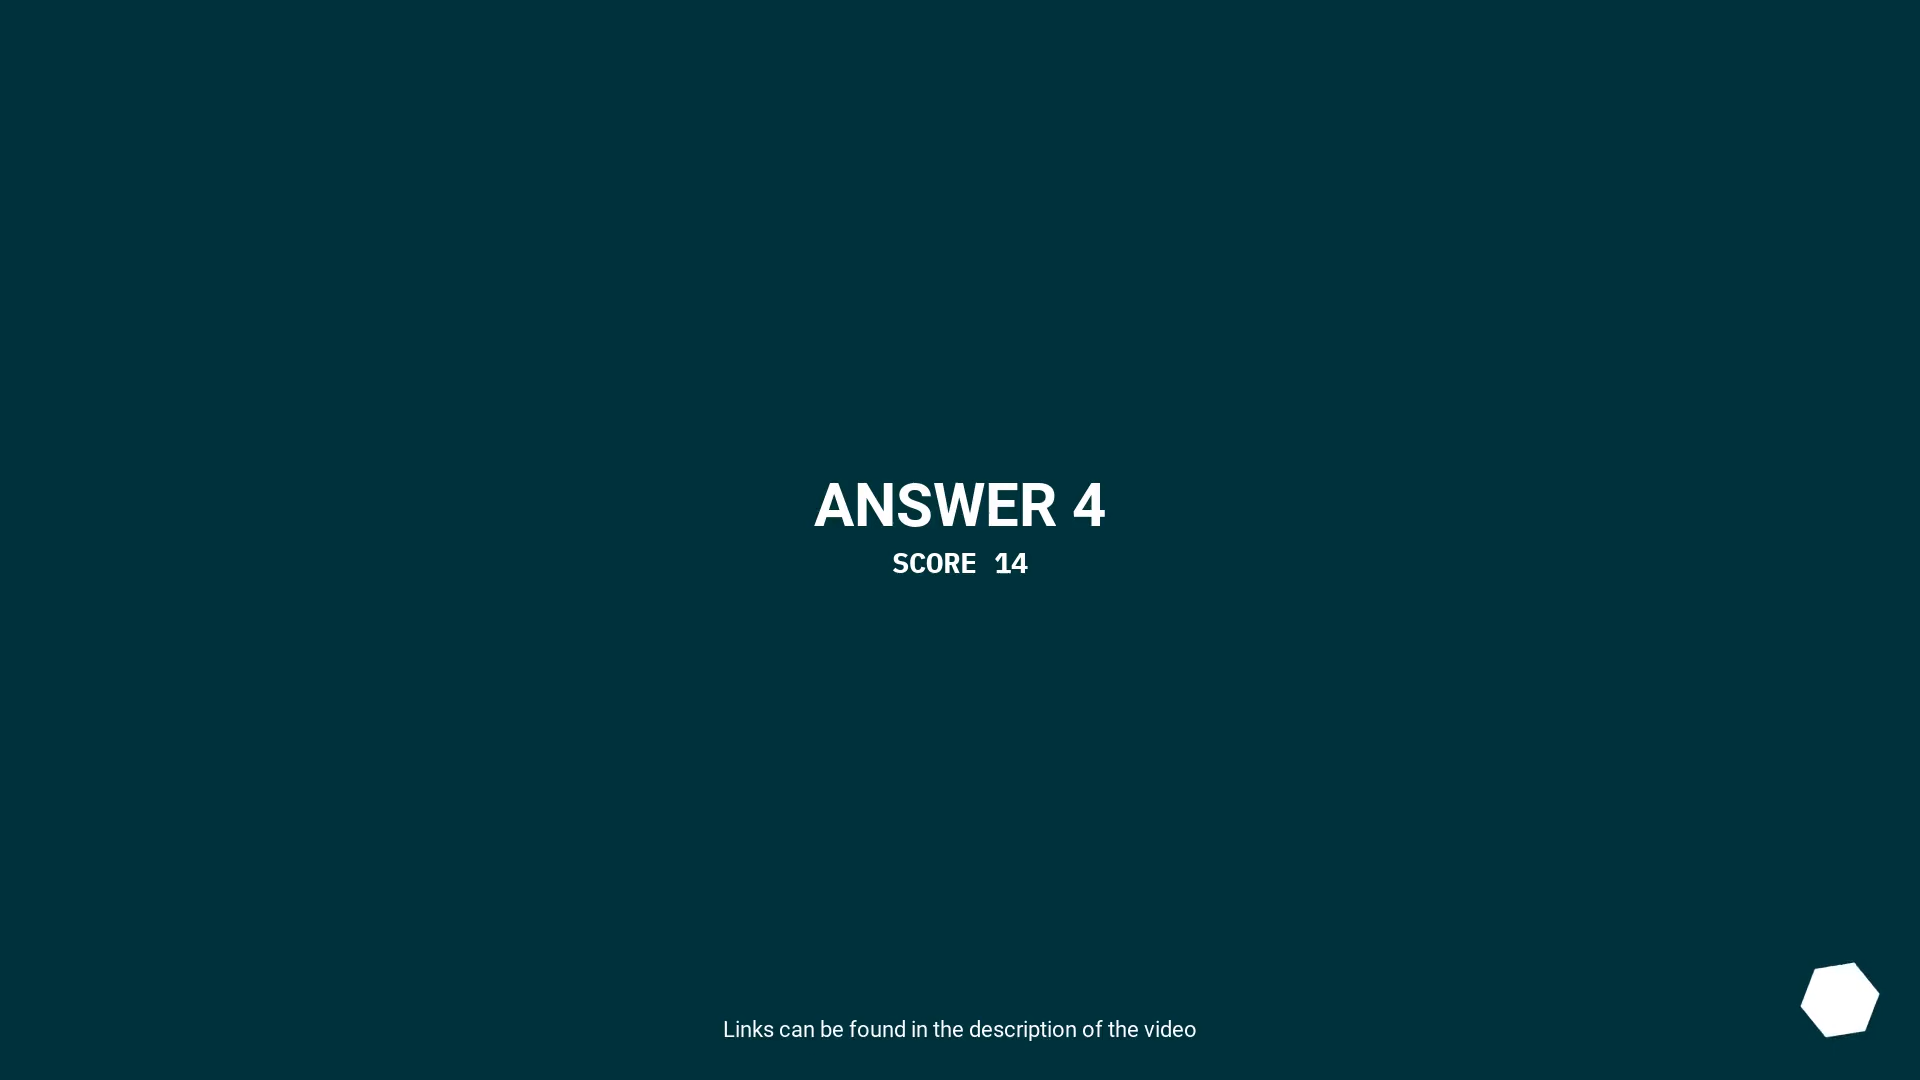 ANSWER 4
SCORE 14
Links can be found in the description of the video